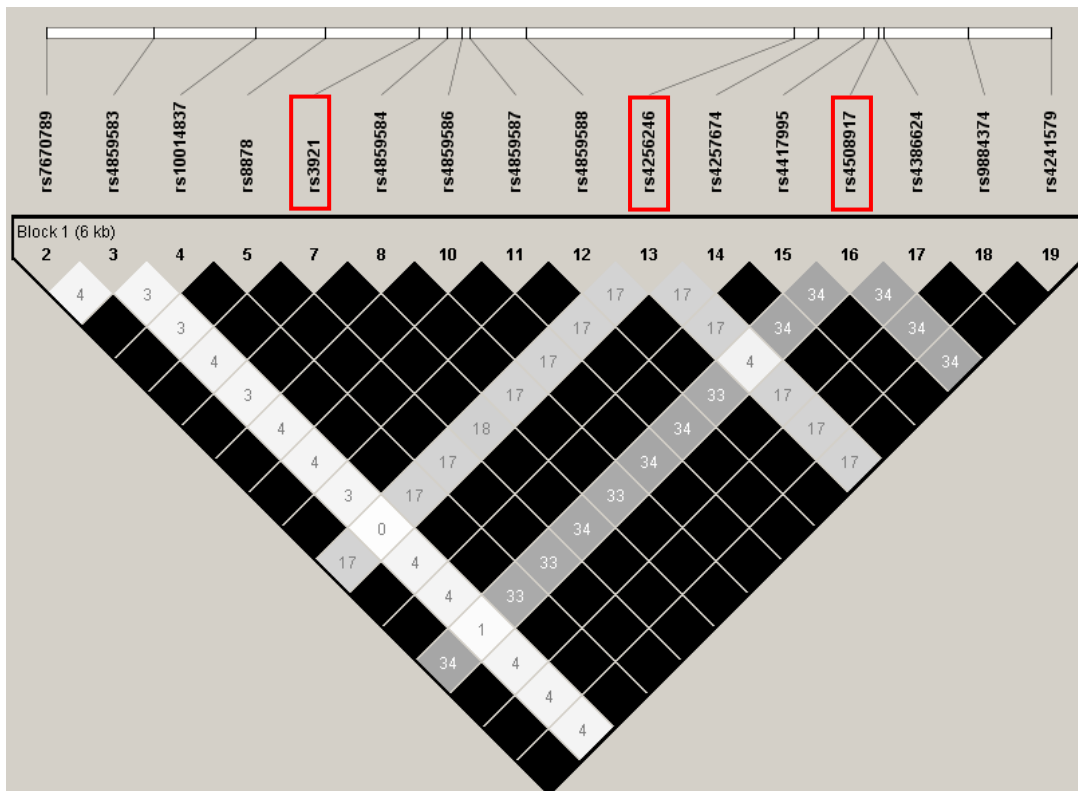 rs7670789
rs4859583
rs10014837
rs8878
rs3921
rs4859584
rs4859586
rs4859587
rs4859588
rs4256246
rs4257674
rs4417995
rs4508917
rs4386624
rs9884374
rs4241579
Block 1 (6 kb)
2 3 4 5 7 8 10 11 12 13 14 15 16 17 18 19
4 3 17 17 34 34
3 17 17 34 34
4 17 4 34
3 17 33 17
4 18 34 17
4 17 34 17
3 17 33
0 34
17 4 33
4 33
1
34 4
4
4